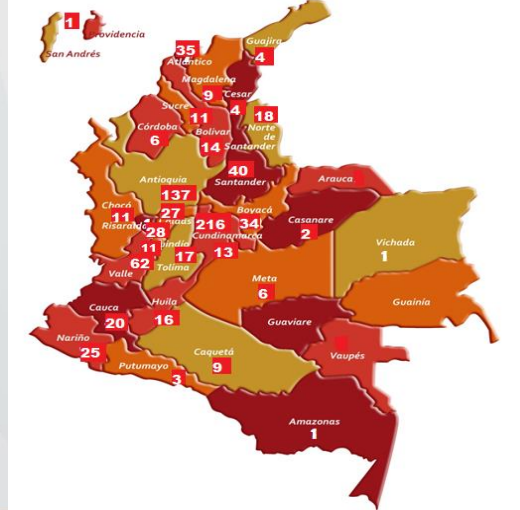 1
Providencia
San Andrés
Guajira
4
35
Atlántico
Magdalena
9
Cesar
4
Sucre
11
18
Norte
de
Santander
Córdoba
6
Bolívar
14
40
Santander
Antioquia
137
Arauca
Chocó
11
27
Risaralda
28
216
Cundinamarca
Boyacá
34
Casanare
2
Vichada
1
11
13
17
Tolima
62
Valle
Meta
6
Guainía
Huila
16
Cauca
20
Guaviare
Nariño
25
Caquetá
9
Vaupés
Putumayo
3
Amazonas
1